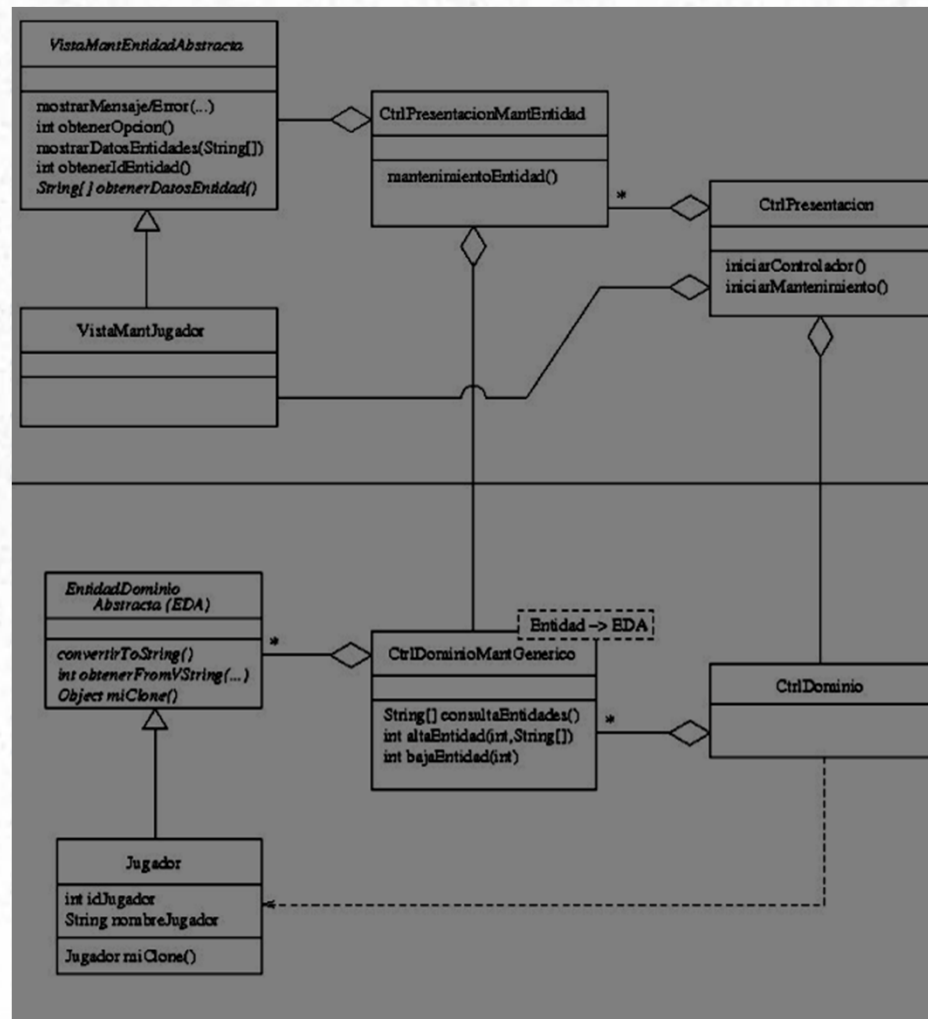 VistaMantEntidadAbstracta
mostrarMensaje/Error(...)
int obtenerOpcion()
mostrarDatosEntidades(String[])
int obtenerIdEntidad()
String[] obtenerDatosEntidad()
CtrlPresentacionMantEntidad
mantenimientoEntidad()
*
CtrlPresentacion
iniciarControlador()
iniciarMantenimiento()
VistaMantJugador
EntidadDominio
Abstracta (EDA)
convertirToString()
int obtenerFromVString(...)
Object miClone()
*
Entidad -> EDA
CtrlDominioMantGenerico
String[] consultaEntidades()
int altaEntidad(int,String[])
int bajaEntidad(int)
*
CtrlDominio
Jugador
int idJugador
String nombreJugador
Jugador miClone()